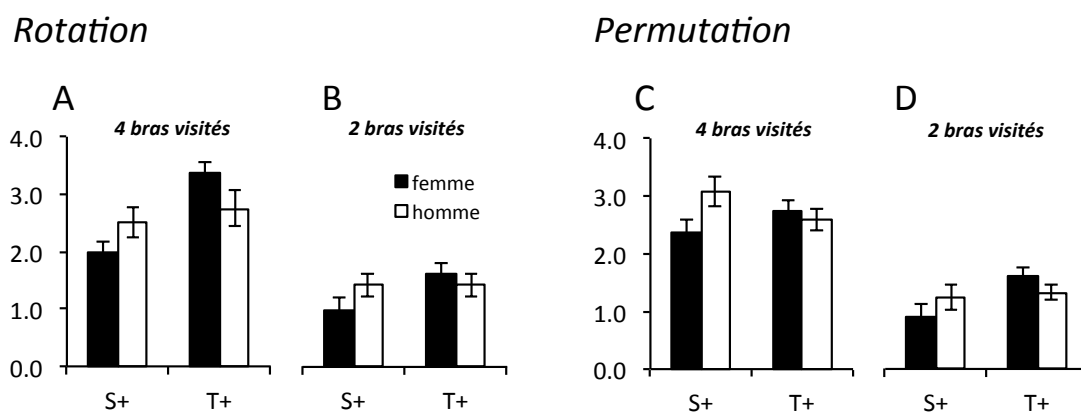 Rotation
Permutation
A
B
C
D
4 bras visités
2 bras visités
4 bras visités
2 bras visités
4.0
3.0
2.0
1.0
0.0
femme
homme
4.0
3.0
2.0
1.0
0.0
S+ T+
S+ T+
S+ T+
S+ T+